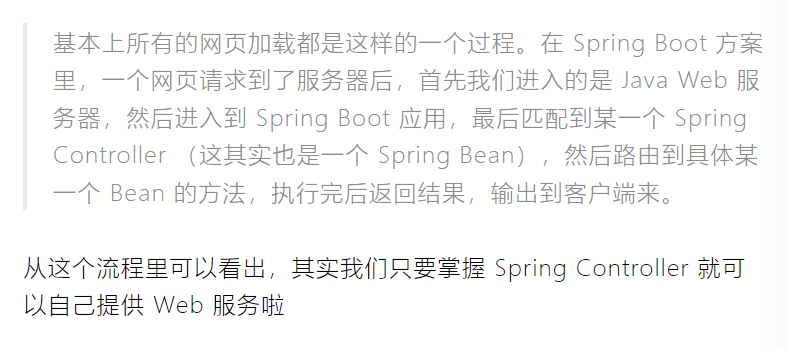 基本上所有的网页加载都是这样的一个过程。在 Spring Boot 方案
里，一个网页请求到了服务器后，首先我们进入的是 Java Web 服
务器，然后进入到 Spring Boot 应用，最后匹配到某一个 Spring
Controller （这其实也是一个 Spring Bean），然后路由到具体某
一个 Bean 的方法，执行完后返回结果，输出到客户端来。
从这个流程里可以看出，其实我们只要掌握 Spring Controller 就可
以自己提供 Web 服务啦